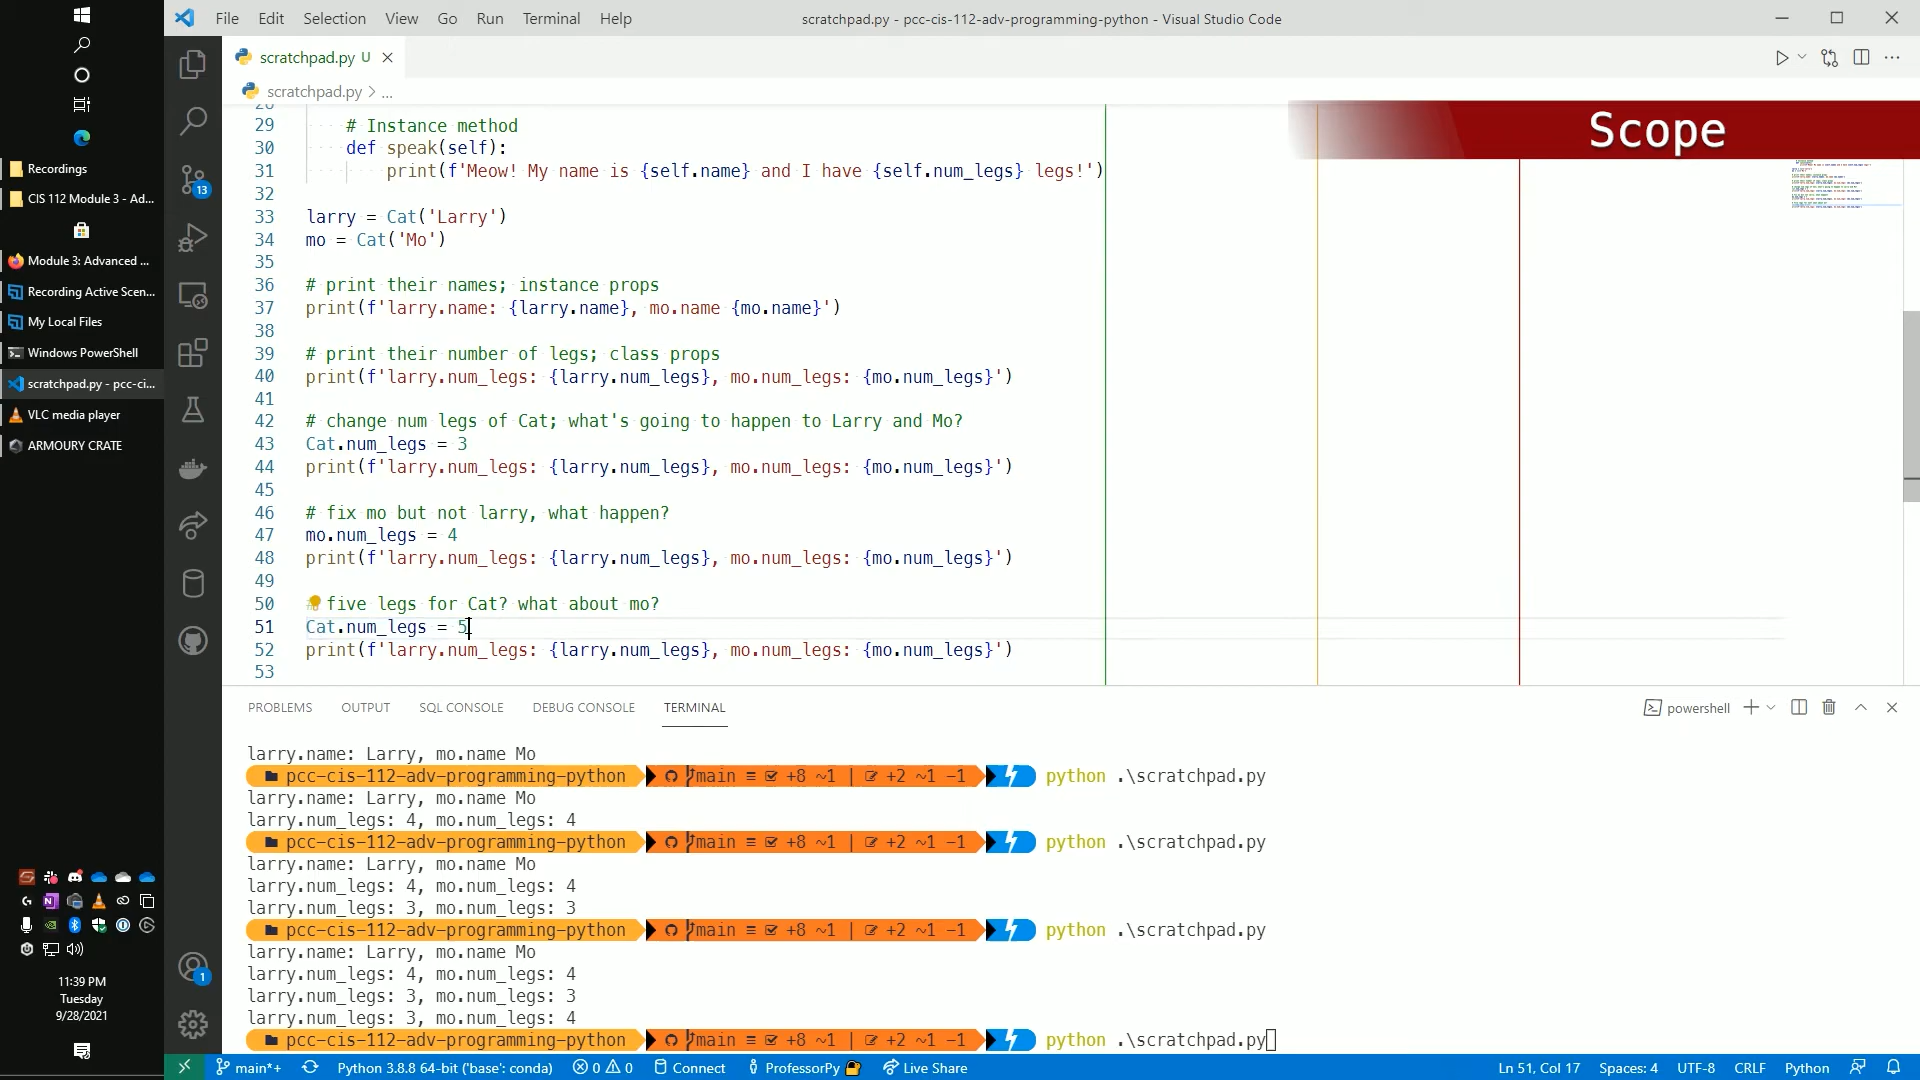 File Edit Selection View Go Run Terminal Help
scratchpad.py - pcc-cis-112-adv-programming-python - Visual Studio Code
scratchpad.py U
scratchpad.py > ...
Scope
29 # Instance method
30 def speak(self):
31 print(f'Meow! My name is {self.name} and I have {self.num_legs} legs!')
32
33 larry = Cat('Larry')
34 mo = Cat('Mo')
35
36 # print their names; instance props
37 print(f'larry.name: {larry.name}, mo.name {mo.name}')
38
39 # print their number of legs; class props
40 print(f'larry.num_legs: {larry.num_legs}, mo.num_legs: {mo.num_legs}')
41
42 # change num legs of Cat; what's going to happen to Larry and Mo?
43 Cat.num_legs = 3
44 print(f'larry.num_legs: {larry.num_legs}, mo.num_legs: {mo.num_legs}')
45
46 # fix mo but not larry, what happen?
47 mo.num_legs = 4
48 print(f'larry.num_legs: {larry.num_legs}, mo.num_legs: {mo.num_legs}')
49
50 five legs for Cat? what about mo?
51 Cat.num_legs = 5
52 print(f'larry.num_legs: {larry.num_legs}, mo.num_legs: {mo.num_legs}')
53
PROBLEMS OUTPUT SQL CONSOLE DEBUG CONSOLE TERMINAL
powershell
larry.name: Larry, mo.name Mo
pcc-cis-112-adv-programming-python main ≡ +8 ~1 | +2 ~1 -1 python .\scratchpad.py
larry.name: Larry, mo.name Mo
larry.num_legs: 4, mo.num_legs: 4
pcc-cis-112-adv-programming-python main ≡ +8 ~1 | +2 ~1 -1 python .\scratchpad.py
larry.name: Larry, mo.name Mo
larry.num_legs: 4, mo.num_legs: 4
larry.num_legs: 3, mo.num_legs: 3
pcc-cis-112-adv-programming-python main ≡ +8 ~1 | +2 ~1 -1 python .\scratchpad.py
larry.name: Larry, mo.name Mo
larry.num_legs: 4, mo.num_legs: 4
larry.num_legs: 3, mo.num_legs: 3
larry.num_legs: 3, mo.num_legs: 4
pcc-cis-112-adv-programming-python main ≡ +8 ~1 | +2 ~1 -1 python .\scratchpad.py
main*+ Python 3.8.8 64-bit ('base': conda) 0 0 Connect ProfessorPy Live Share
Ln 51, Col 17 Spaces: 4 UTF-8 CRLF Python
Recordings
CIS 112 Module 3 - Ad...
Module 3: Advanced ...
Recording Active Scen...
My Local Files
Windows PowerShell
scratchpad.py - pcc-ci...
VLC media player
ARMOURY CRATE
11:39 PM
Tuesday
9/28/2021
13
1